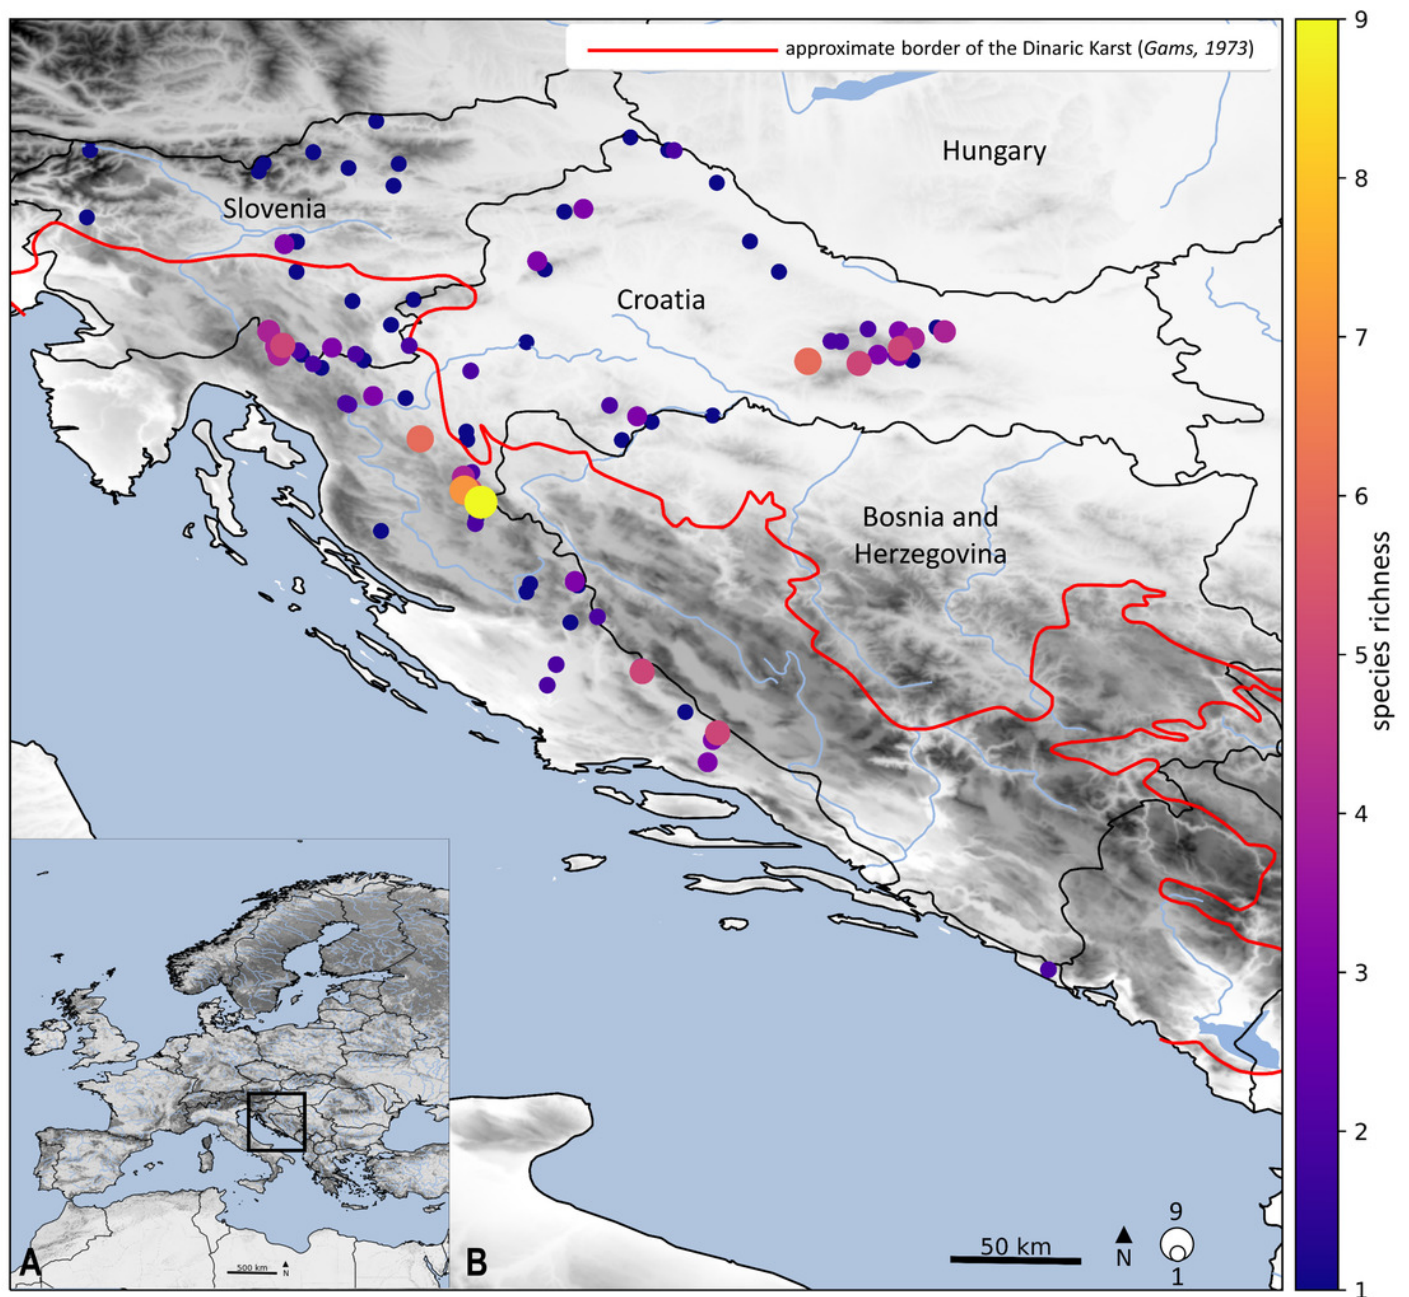 approximate border of the Dinaric Karst (Gams, 1973)
Hungary
Slovenia
Croatia
Bosnia and
Herzegovina
9
8
7
6
5
4
3
2
1
species richness
500 km
N
A
B
50 km
N
9
1